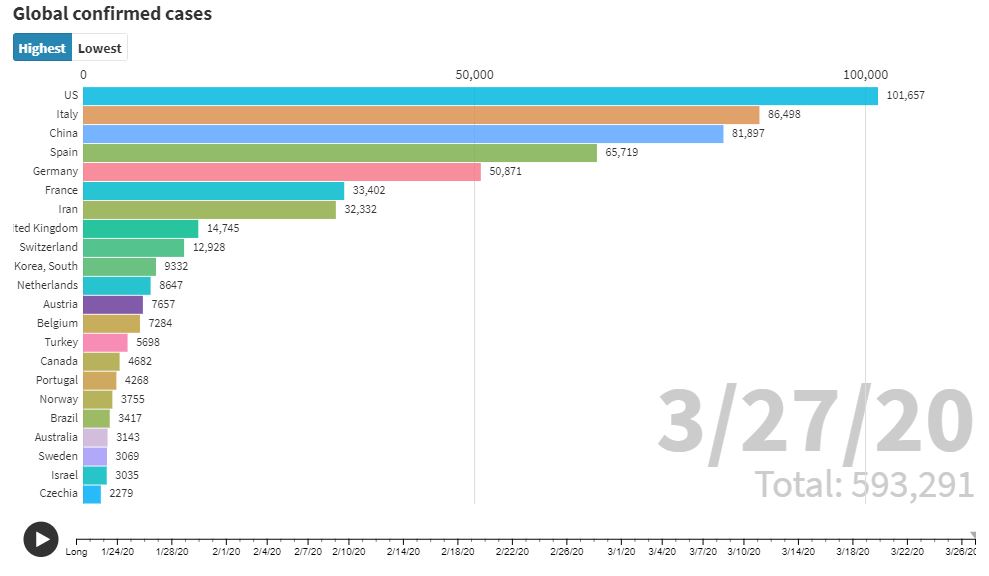 Global confirmed cases
Highest Lowest
0 50,000 100,000
US 101,657
Italy 86,498
China 81,897
Spain 65,719
Germany 50,871
France 33,402
Iran 32,332
ted Kingdom 14,745
Switzerland 12,928
Korea, South 9332
Netherlands 8647
Austria 7657
Belgium 7284
Turkey 5698
Canada 4682
Portugal 4268
Norway 3755
Brazil 3417
Australia 3143
Sweden 3069
Israel 3035
Czechia 2279
3/27/20
Total: 593,291
Long 1/24/20 1/28/20 2/1/20 2/4/20 2/7/20 2/10/20 2/14/20 2/18/20 2/22/20 2/26/20 3/1/20 3/4/20 3/7/20 3/10/20 3/14/20 3/18/20 3/22/20 3/26/20